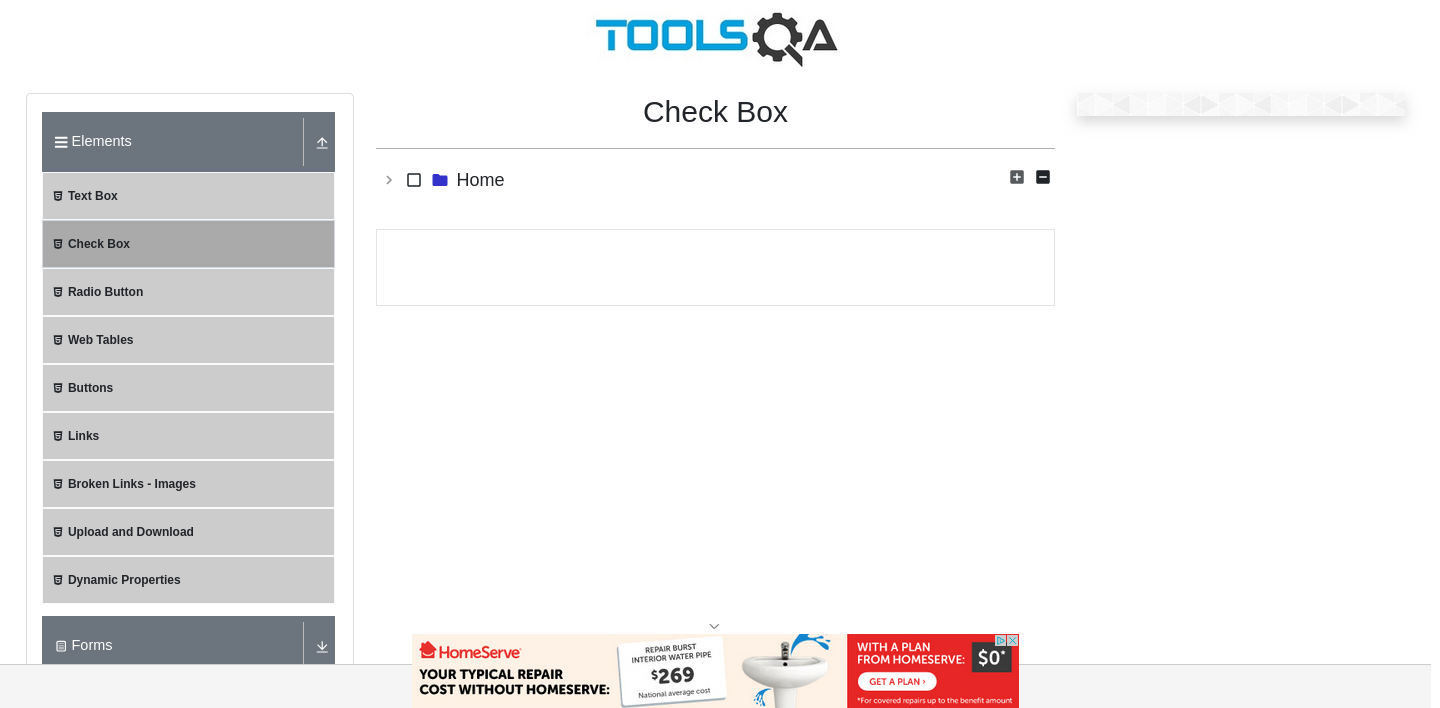 TOOLSQA
Elements
Text Box
Check Box
Radio Button
Web Tables
Buttons
Links
Broken Links - Images
Upload and Download
Dynamic Properties
Forms
Check Box
Home
HomeServe
YOUR TYPICAL REPAIR
COST WITHOUT HOMESERVE:
REPAIR BURST
INTERIOR WATER PIPE
$269
National average cost
WITH A PLAN
FROM HOMESERVE:
$0*
GET A PLAN ›
*For covered repairs up to the benefit amount